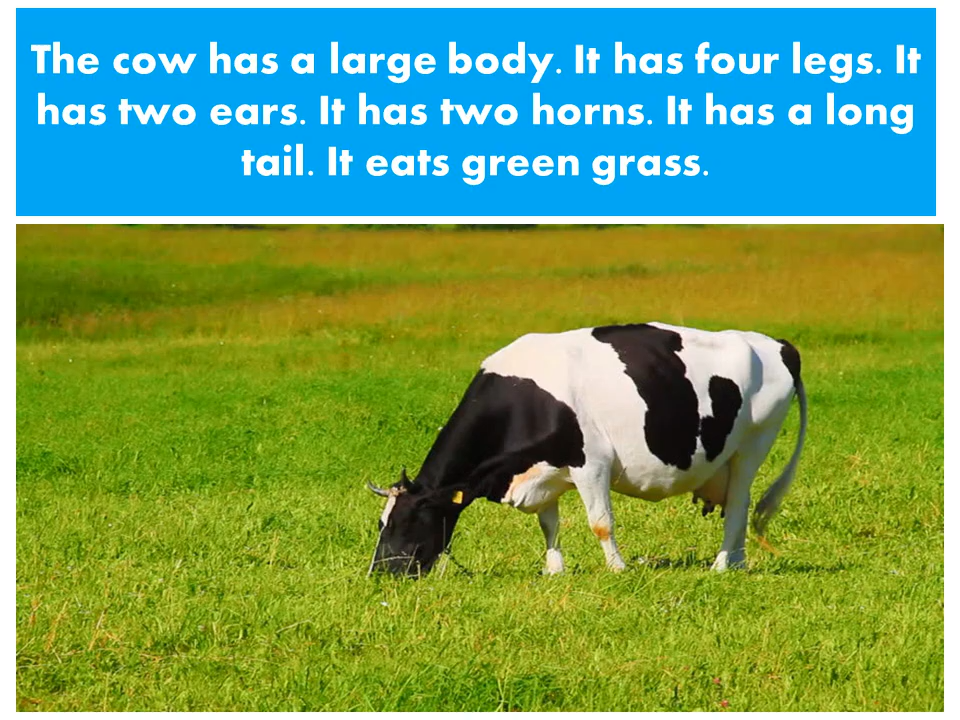 The cow has a large body. It has four legs. It
has two ears. It has two horns. It has a long
tail. It eats green grass.